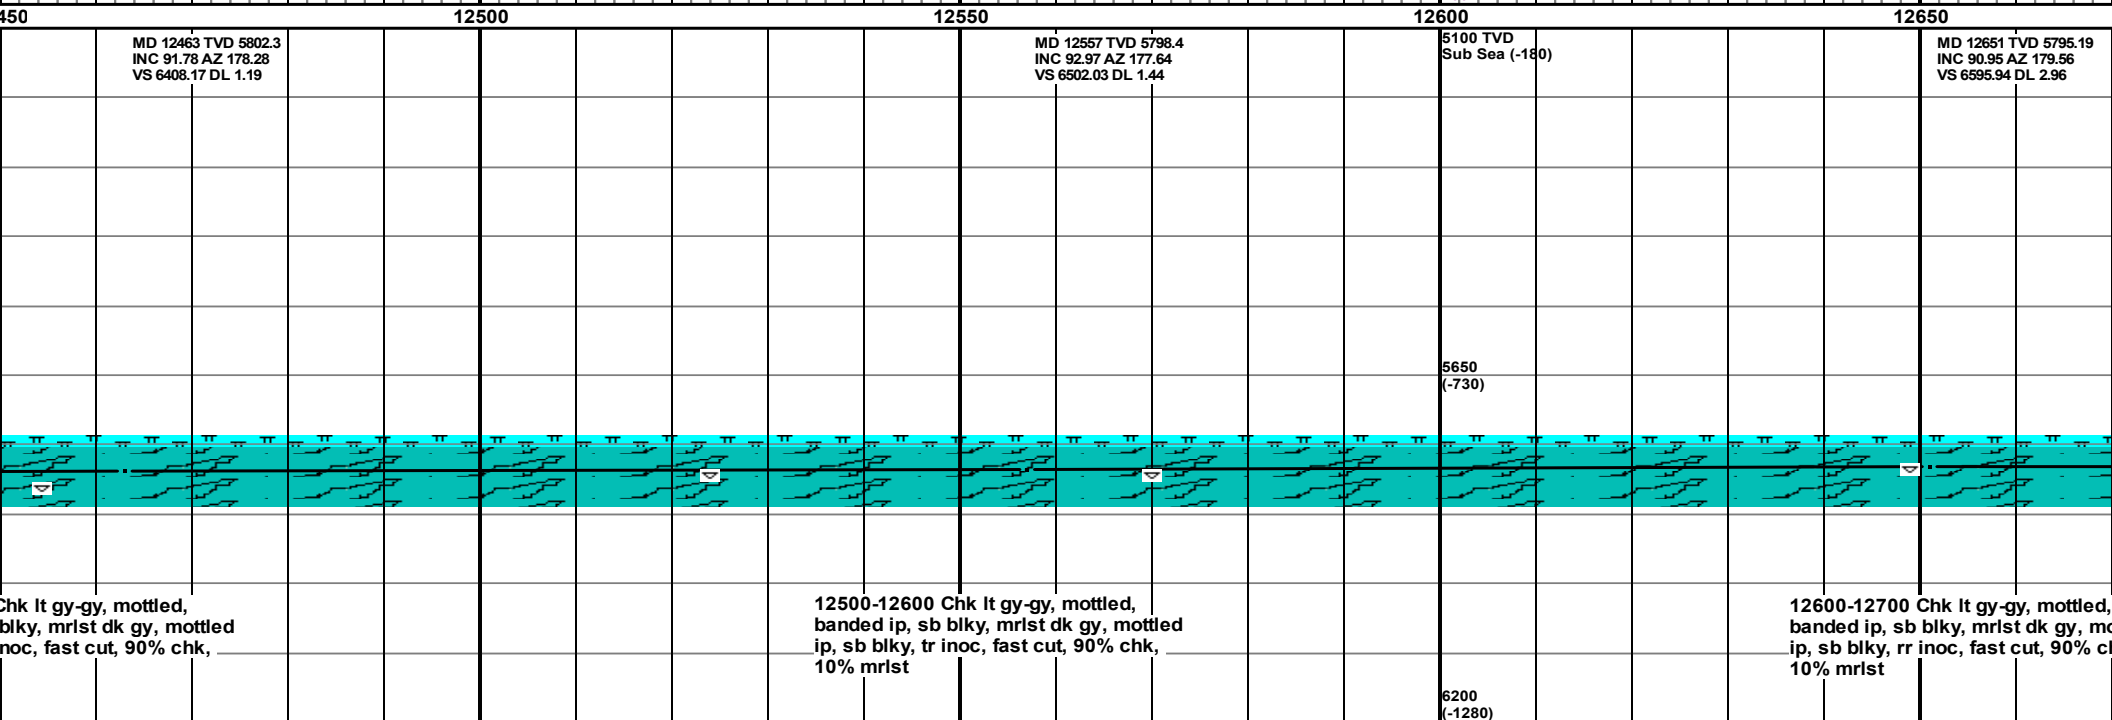 450 12500 12550 12600 12650
MD 12463 TVD 5802.3
INC 91.78 AZ 178.28
VS 6408.17 DL 1.19
MD 12557 TVD 5798.4
INC 92.97 AZ 177.64
VS 6502.03 DL 1.44
5100 TVD
Sub Sea (-180)
MD 12651 TVD 5795.19
INC 90.95 AZ 179.56
VS 6595.94 DL 2.96
5650
(-730)
Chk lt gy-gy, mottled,
blky, mrlst dk gy, mottled
noc, fast cut, 90% chk,
12500-12600 Chk lt gy-gy, mottled,
banded ip, sb blky, mrlst dk gy, mottled
ip, sb blky, tr inoc, fast cut, 90% chk,
10% mrlst
12600-12700 Chk lt gy-gy, mottled,
banded ip, sb blky, mrlst dk gy,
ip, sb blky, rr inoc, fast cut, 90%
10% mrlst
6200
(-1280)